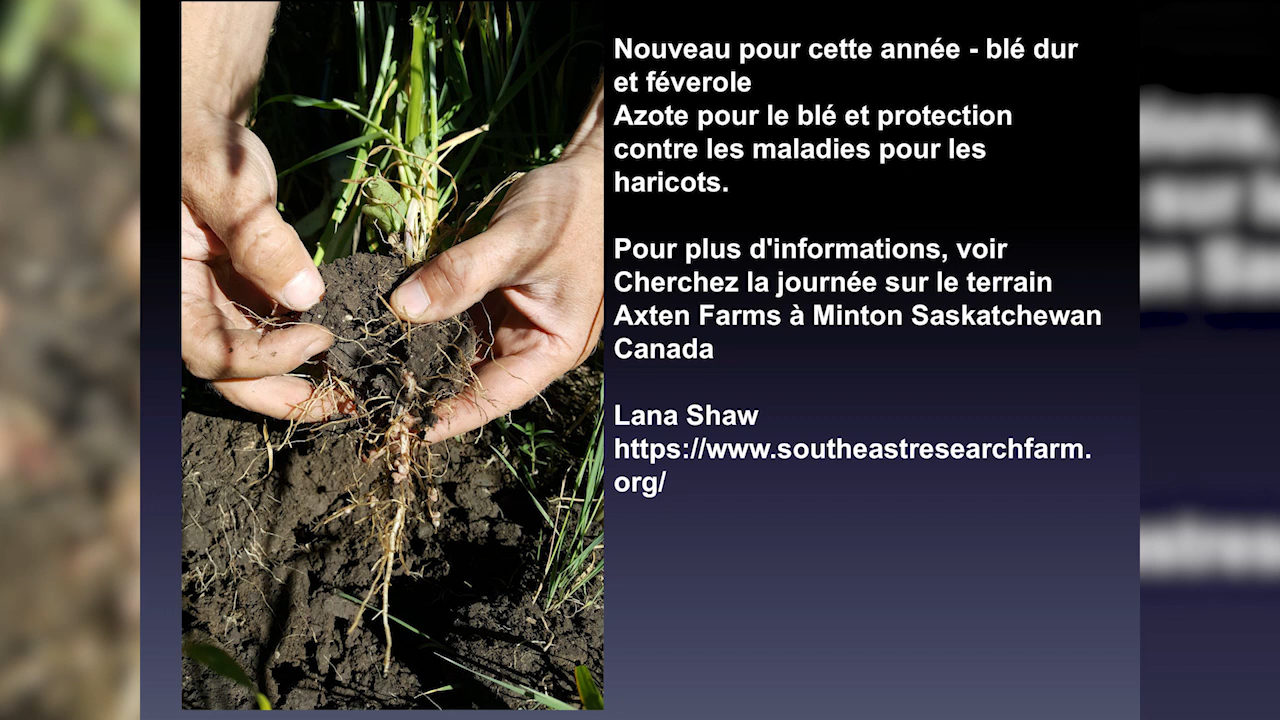 Nouveau pour cette année - blé dur
et féverole
Azote pour le blé et protection
contre les maladies pour les
haricots.
Pour plus d'informations, voir
Cherchez la journée sur le terrain
Axten Farms à Minton Saskatchewan
Canada
Lana Shaw
https://www.southeastresearchfarm.
org/